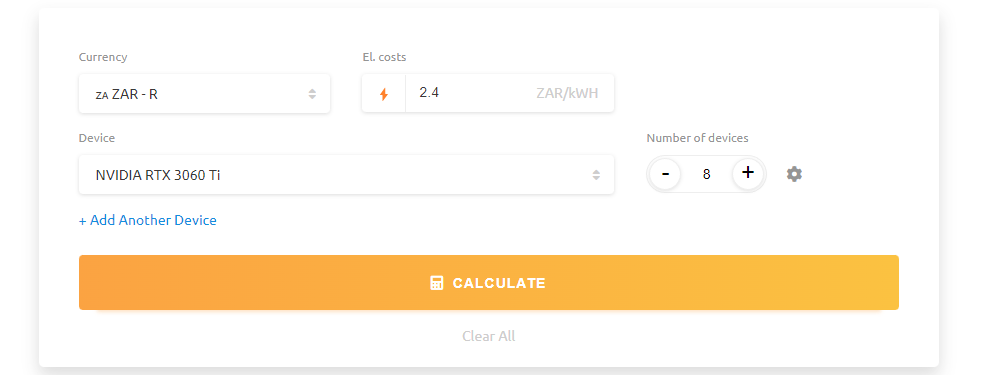 Currency El. costs
ZA ZAR - R 2.4 ZAR/kWH
Device Number of devices
NVIDIA RTX 3060 Ti - 8 +
+ Add Another Device
CALCULATE
Clear All